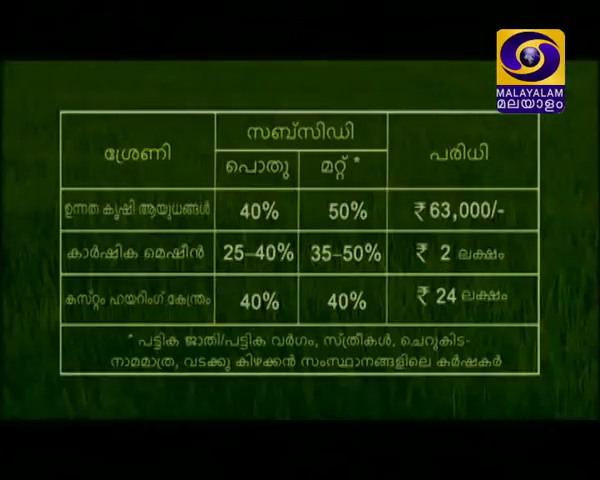 MALAYALAM
മലയാളം
ശ്രേണി
സബ്സിഡി
പരിധി
പൊതു
മറ്റ് *
ഉന്നത കൃഷി ആയുധങ്ങൾ 40% 50% ₹ 63,000/-
കാർഷിക മെഷീൻ 25–40% 35–50% ₹ 2 ലക്ഷം
കസ്റ്റം ഹയറിംഗ് കേന്ദ്രം 40% 40% ₹ 24 ലക്ഷം
* പട്ടിക ജാതി/പട്ടിക വർഗം, സ്ത്രീകൾ, ചെറുകിട-
നാമമാത്ര, വടക്കു കിഴക്കൻ സംസ്ഥാനങ്ങളിലെ കർഷകർ